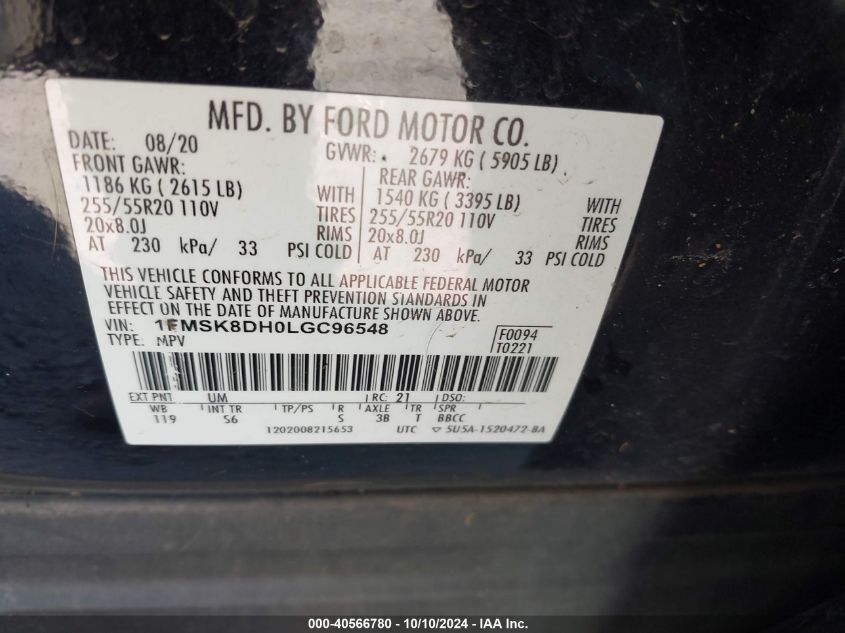 MFD. BY FORD MOTOR CO.
DATE: 08/20 GVWR: 2679 KG ( 5905 LB)
FRONT GAWR: REAR GAWR:
1186 KG ( 2615 LB) WITH 1540 KG ( 3395 LB) WITH
255/55R20 110V TIRES 255/55R20 110V TIRES
20x8.0J RIMS 20x8.0J RIMS
AT 230 kPa/ 33 PSI COLD AT 230 kPa/ 33 PSI COLD
THIS VEHICLE CONFORMS TO ALL APPLICABLE FEDERAL MOTOR
VEHICLE SAFETY AND THEFT PREVENTION STANDARDS IN
EFFECT ON THE DATE OF MANUFACTURE SHOWN ABOVE.
VIN: 1FMSK8DH0LGC96548 F0094
TYPE: MPV T0221
EXT PNT UM RC: 21 DSO:
WB INT TR TP/PS R AXLE TR SPR
119 S6 S 3B T BBCC
1202008215653 UTC ▽ 5U5A-1520472-BA
000-40566780 - 10/10/2024 - IAA Inc.